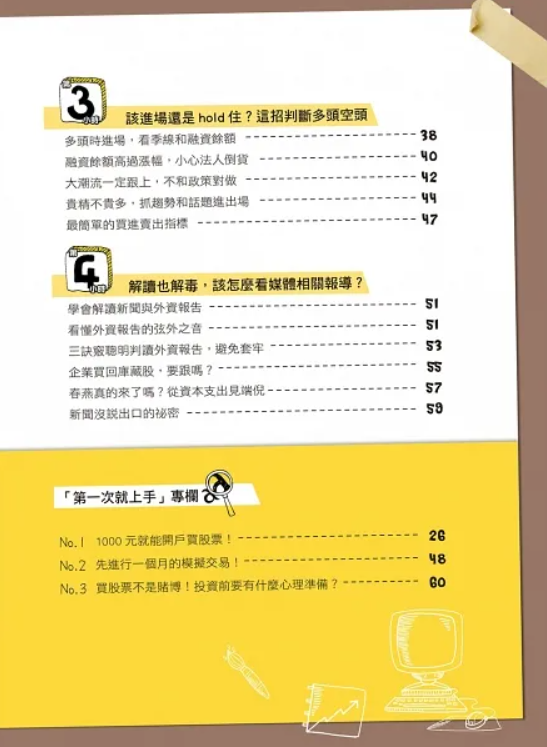 第3小時
該進場還是 hold 住？這招判斷多頭空頭
多頭時進場，看季線和融資餘額 38
融資餘額高過漲幅，小心法人倒貨 40
大潮流一定跟上，不和政策對做 42
貴精不貴多，抓趨勢和話題進出場 44
最簡單的買進賣出指標 47
第4小時
解讀也解毒，該怎麼看媒體相關報導？
學會解讀新聞與外資報告 51
看懂外資報告的弦外之音 51
三訣竅聰明判讀外資報告，避免套牢 53
企業買回庫藏股，要跟嗎？ 55
春燕真的來了嗎？從資本支出見端倪 57
新聞沒說出口的祕密 59
「第一次就上手」專欄
No.1 1000 元就能開戶買股票！ 26
No.2 先進行一個月的模擬交易！ 48
No.3 買股票不是賭博！投資前要有什麼心理準備？ 60